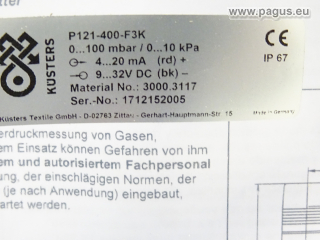 © www.pagus.eu
P121-400-F3K
0...100 mbar / 0...10 kPa
4...20 mA (rd) +
9...32V DC (bk) -
Material No.: 3000.3117
Ser.-No.: 1712152005
CE
IP 67
KÜSTERS
Küsters Textile GmbH - D-02763 Zittau - Gerhart-Hauptmann-Str. 15
erdruckmessung von Gasen,
em Einsatz können Gefahren von ihm
em und autorisiertem Fachpersonal
ung, der einschlägigen Normen, der
(je nach Anwendung) eingebaut,
artet werden.